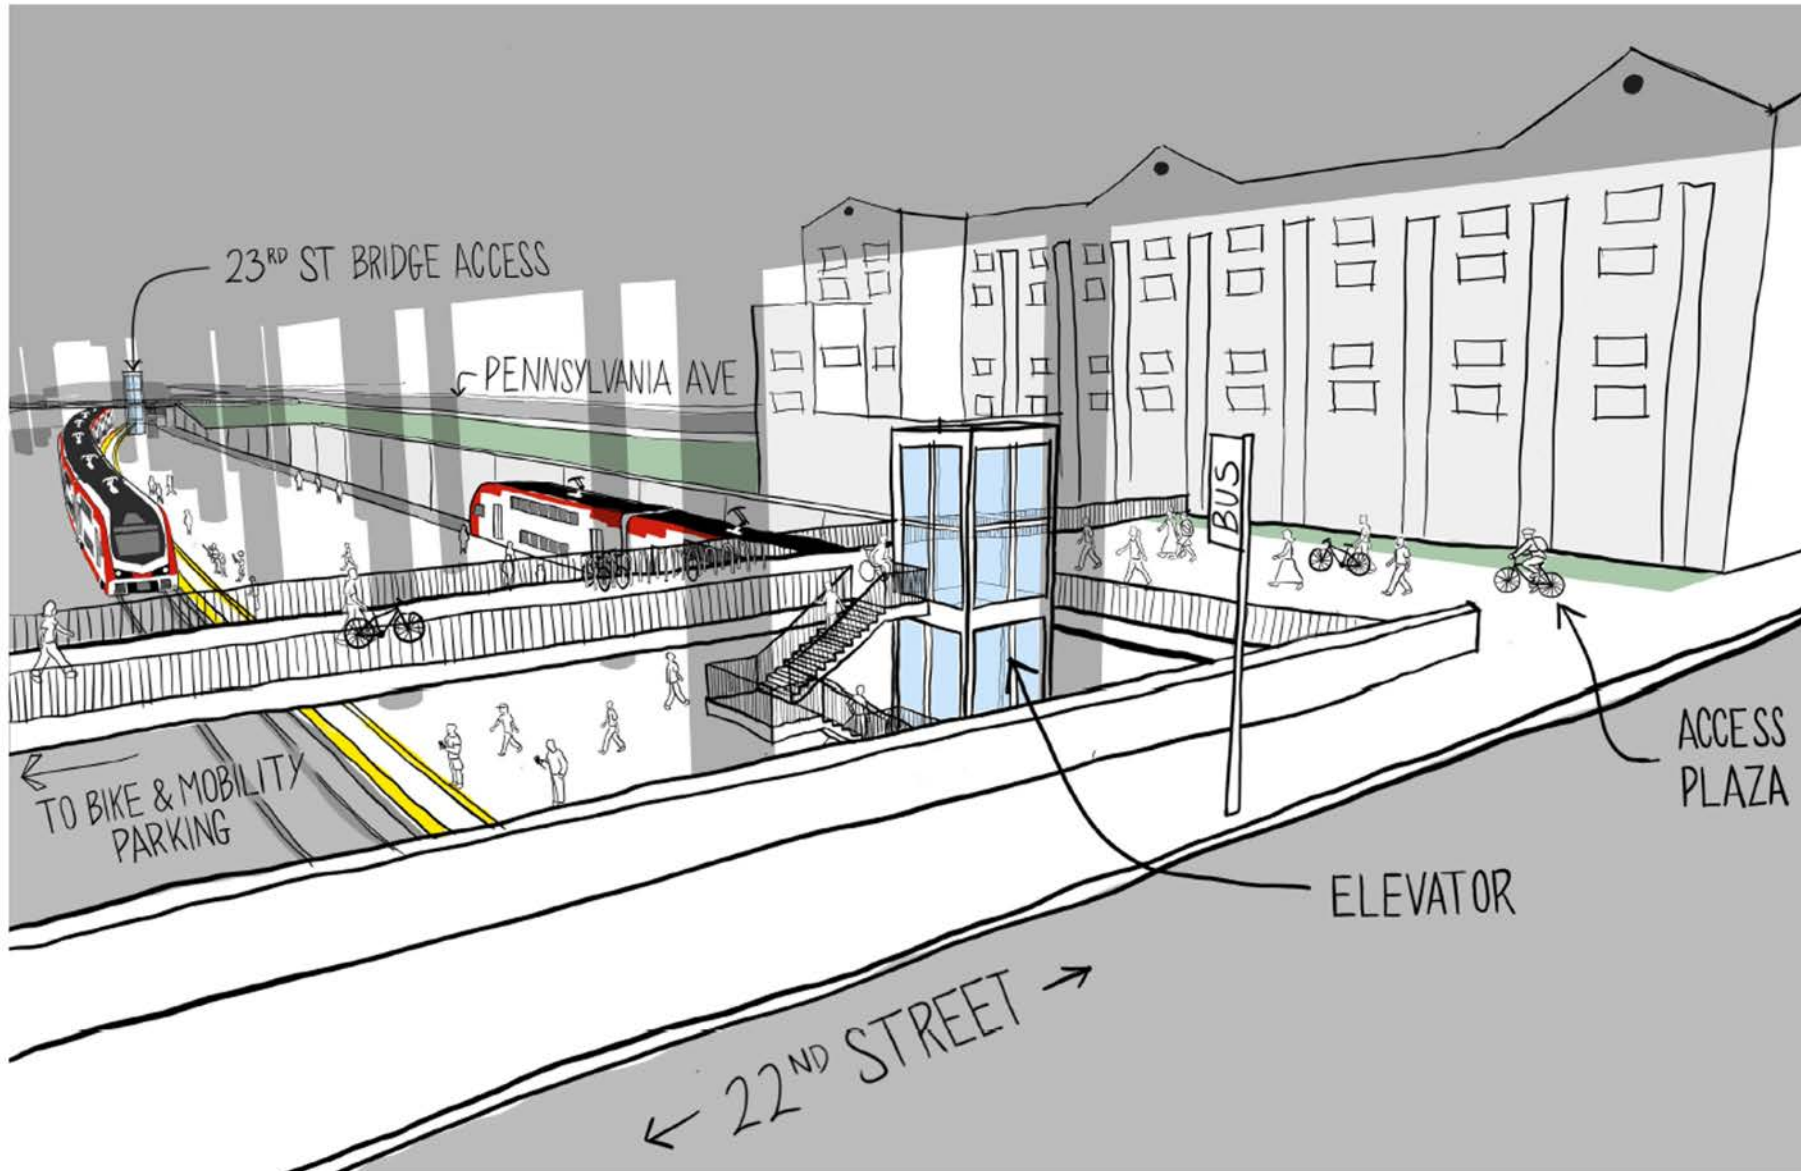 23RD ST BRIDGE ACCESS
PENNSYLVANIA AVE
BUS
ACCESS
PLAZA
TO BIKE & MOBILITY
PARKING
ELEVATOR
22ND STREET